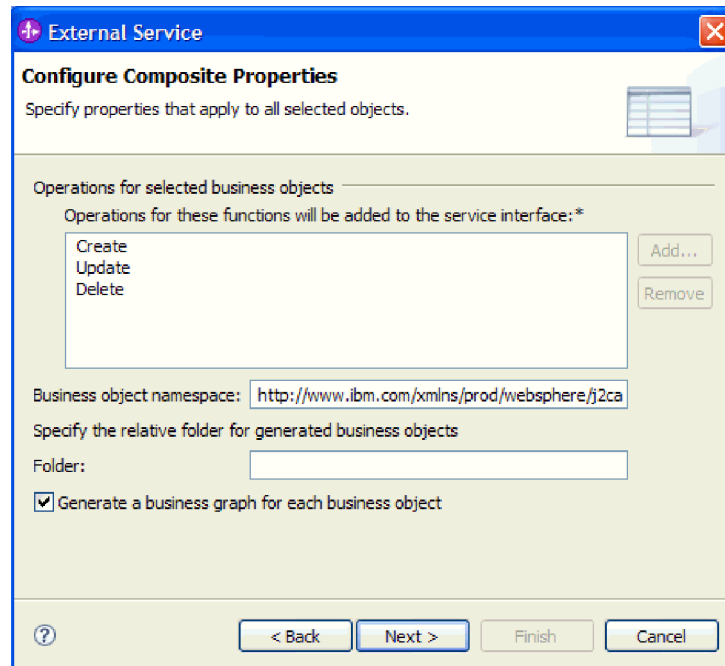 External Service
Configure Composite Properties
Specify properties that apply to all selected objects.
Operations for selected business objects
Operations for these functions will be added to the service interface:*
Create
Update
Delete
Add...
Remove
Business object namespace: http://www.ibm.com/xmlns/prod/websphere/j2ca
Specify the relative folder for generated business objects
Folder:
Generate a business graph for each business object
? < Back Next > Finish Cancel